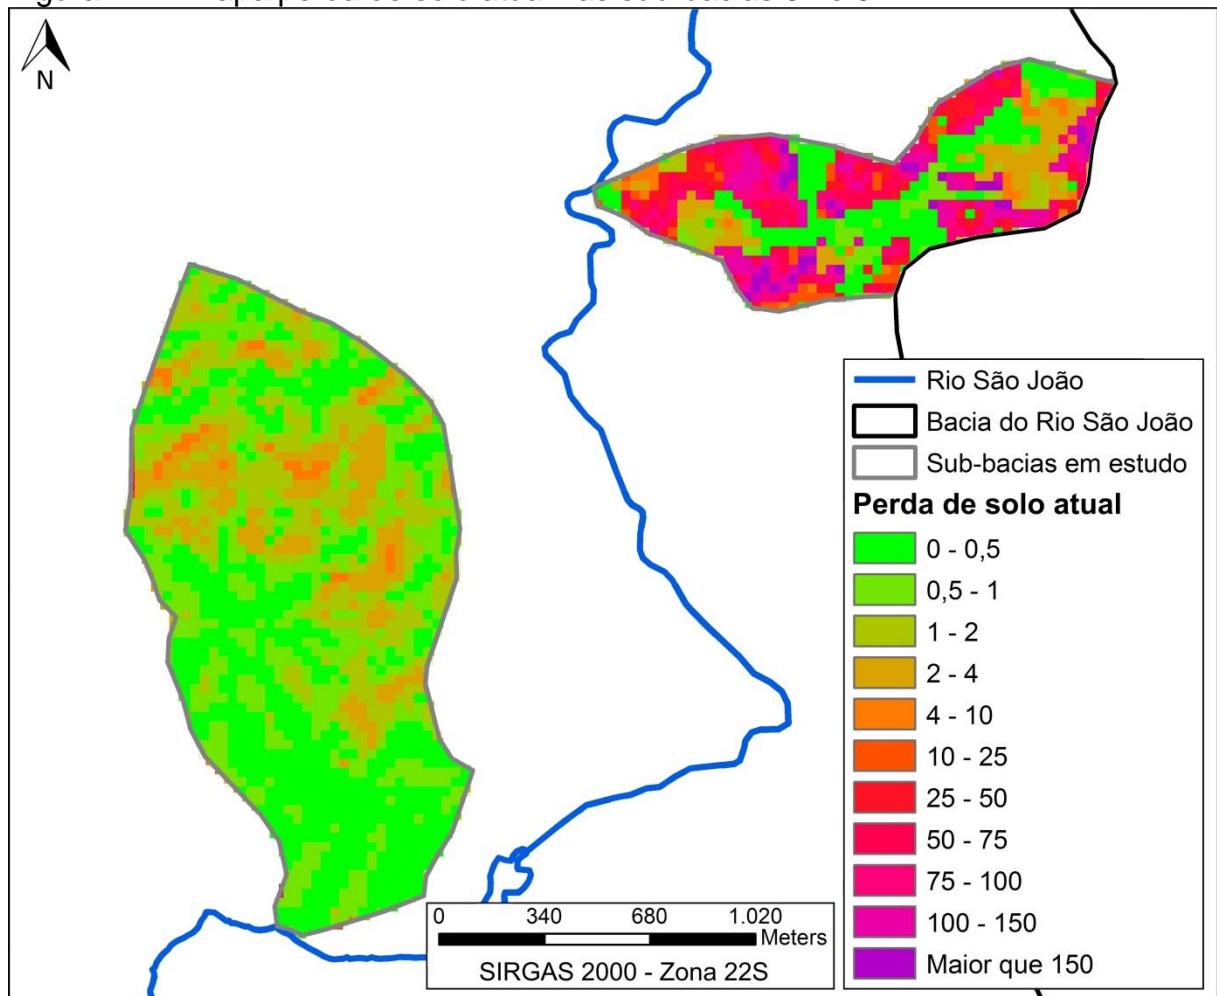 N
Rio São João
Bacia do Rio São João
Sub-bacias em estudo
Perda de solo atual
0 - 0,5
0,5 - 1
1 - 2
2 - 4
4 - 10
10 - 25
25 - 50
50 - 75
75 - 100
100 - 150
Maior que 150
0 340 680 1.020
Meters
SIRGAS 2000 - Zona 22S